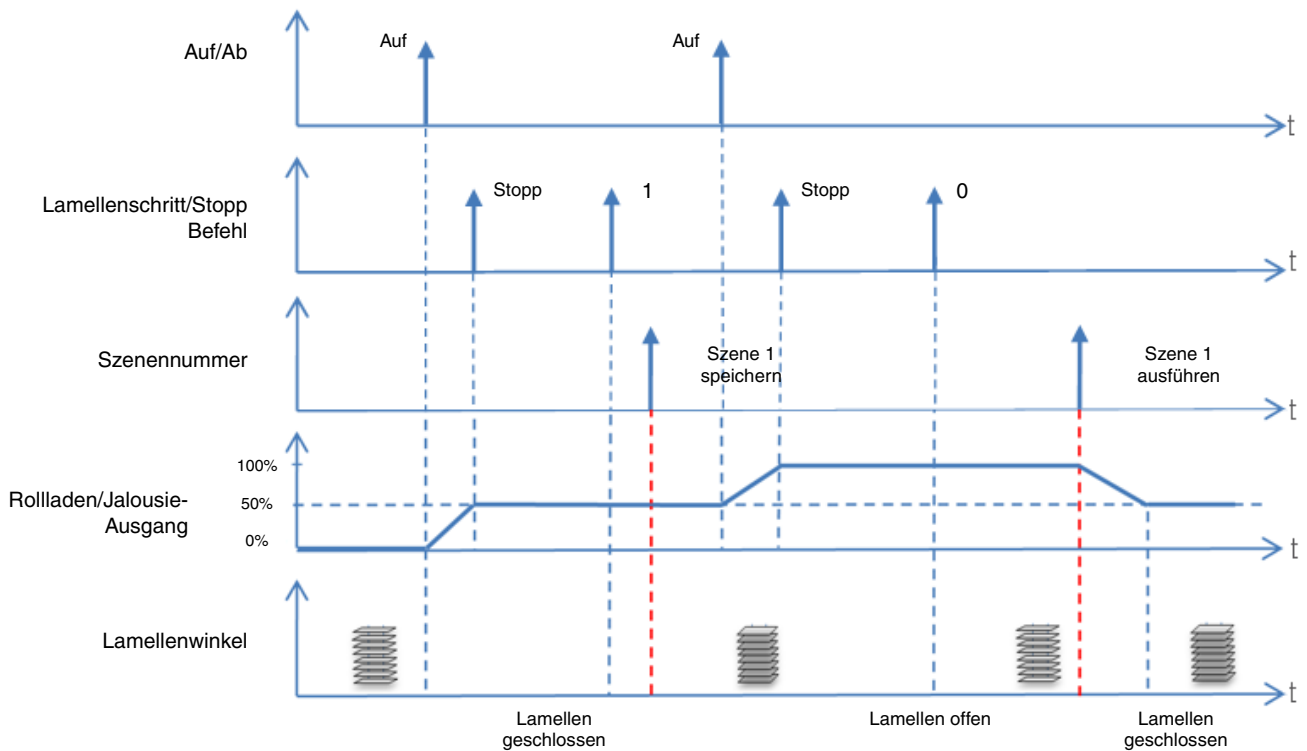 Auf/Ab
Auf
Auf
t
Lamellenschritt/Stopp
Befehl
Stopp
1
Stopp
0
t
Szenennummer
Szene 1
speichern
Szene 1
ausführen
t
Rollladen/Jalousie-
Ausgang
100%
50%
0%
t
Lamellenwinkel
t
Lamellen
geschlossen
Lamellen offen
Lamellen
geschlossen